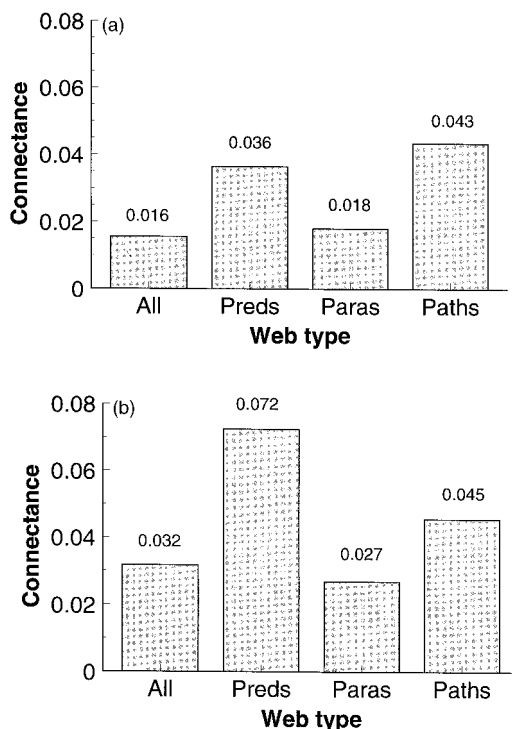 (a)
0.08
0.06
0.04
0.02
0
Connectance
0.016
0.036
0.018
0.043
All Preds Paras Paths
Web type
(b)
0.08
0.06
0.04
0.02
0
Connectance
0.032
0.072
0.027
0.045
All Preds Paras Paths
Web type